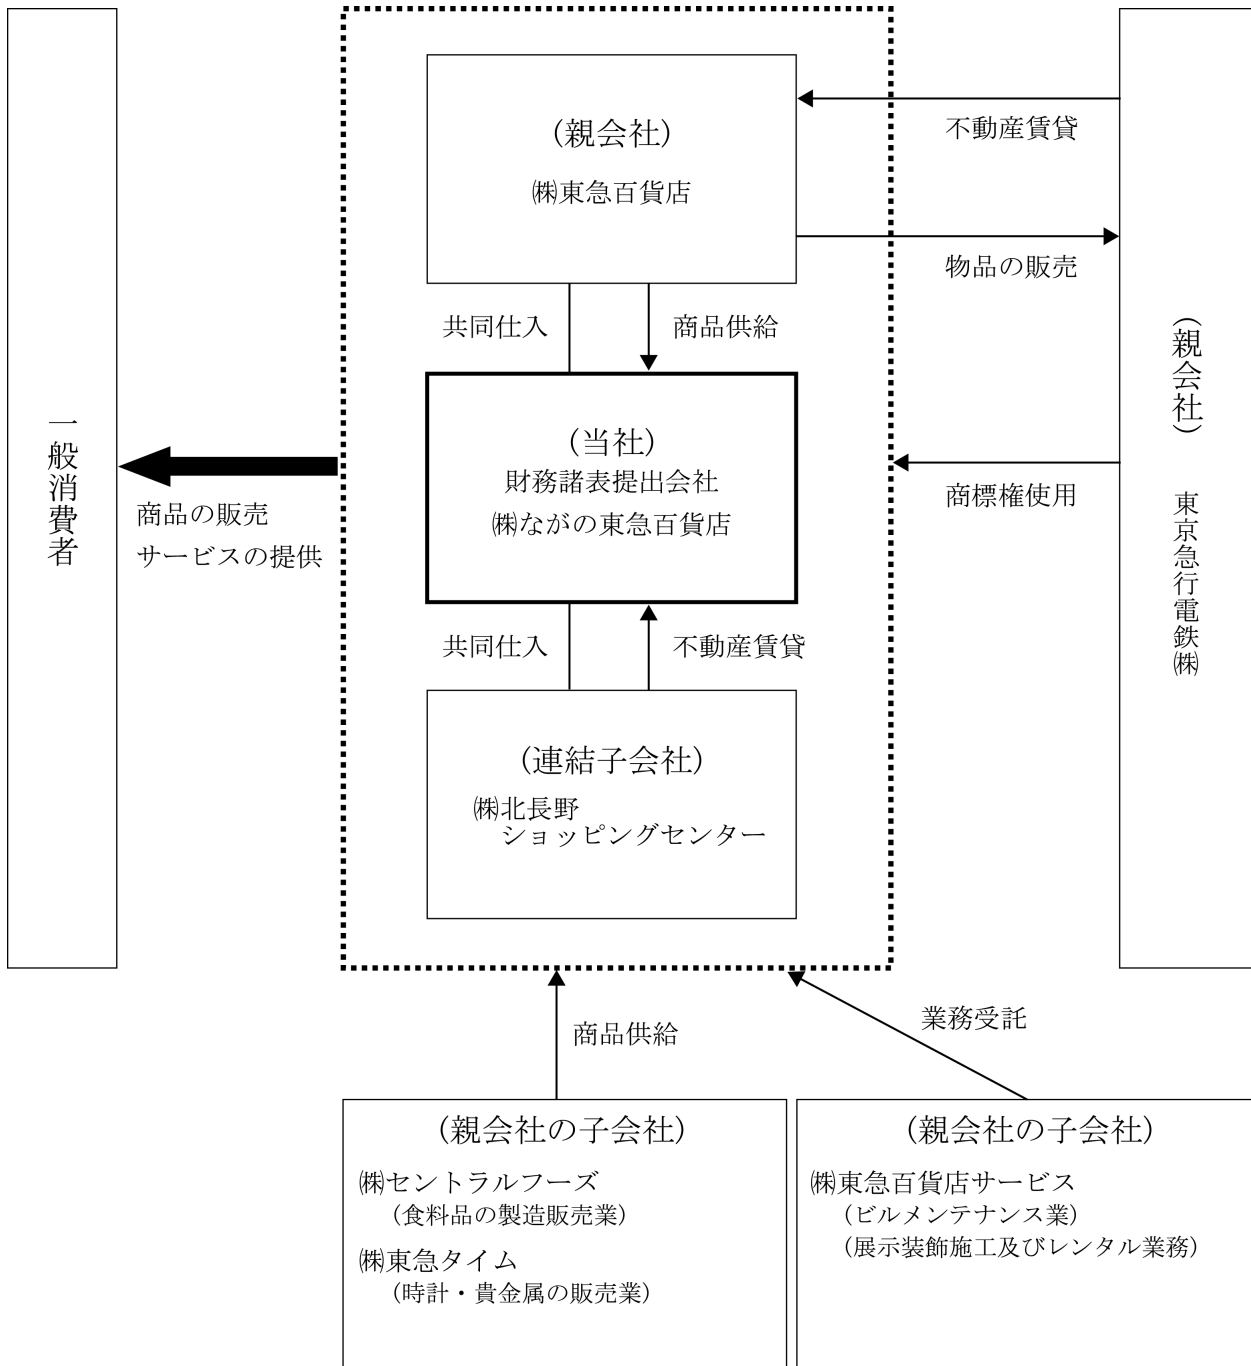 (親会社)
㈱東急百貨店
不動産賃貸
物品の販売
共同仕入
商品供給
(当社)
財務諸表提出会社
㈱ながの東急百貨店
一般消費者
商品の販売
サービスの提供
商標権使用
(親会社) 東京急行電鉄㈱
共同仕入
不動産賃貸
(連結子会社)
㈱北長野
ショッピングセンター
商品供給
業務受託
(親会社の子会社)
㈱セントラルフーズ
(食料品の製造販売業)
㈱東急タイム
(時計・貴金属の販売業)
(親会社の子会社)
㈱東急百貨店サービス
(ビルメンテナンス業)
(展示装飾施工及びレンタル業務)